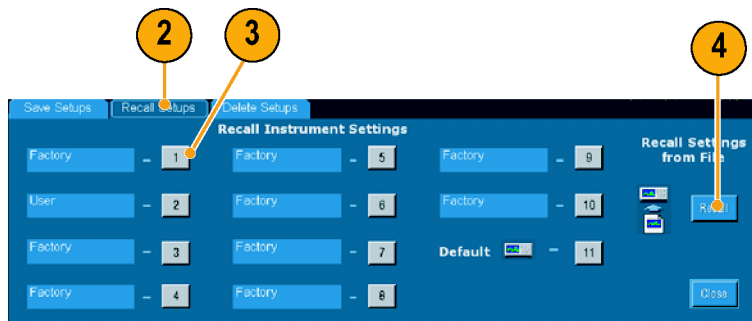 2 3 4
Save Setups Recall Setups Delete Setups
Recall Instrument Settings
Recall Settings
from File
Factory - 1 Factory - 5 Factory - 9
User - 2 Factory - 6 Factory - 10 Recall
Factory - 3 Factory - 7 Default - 11
Factory - 4 Factory - 8 Close